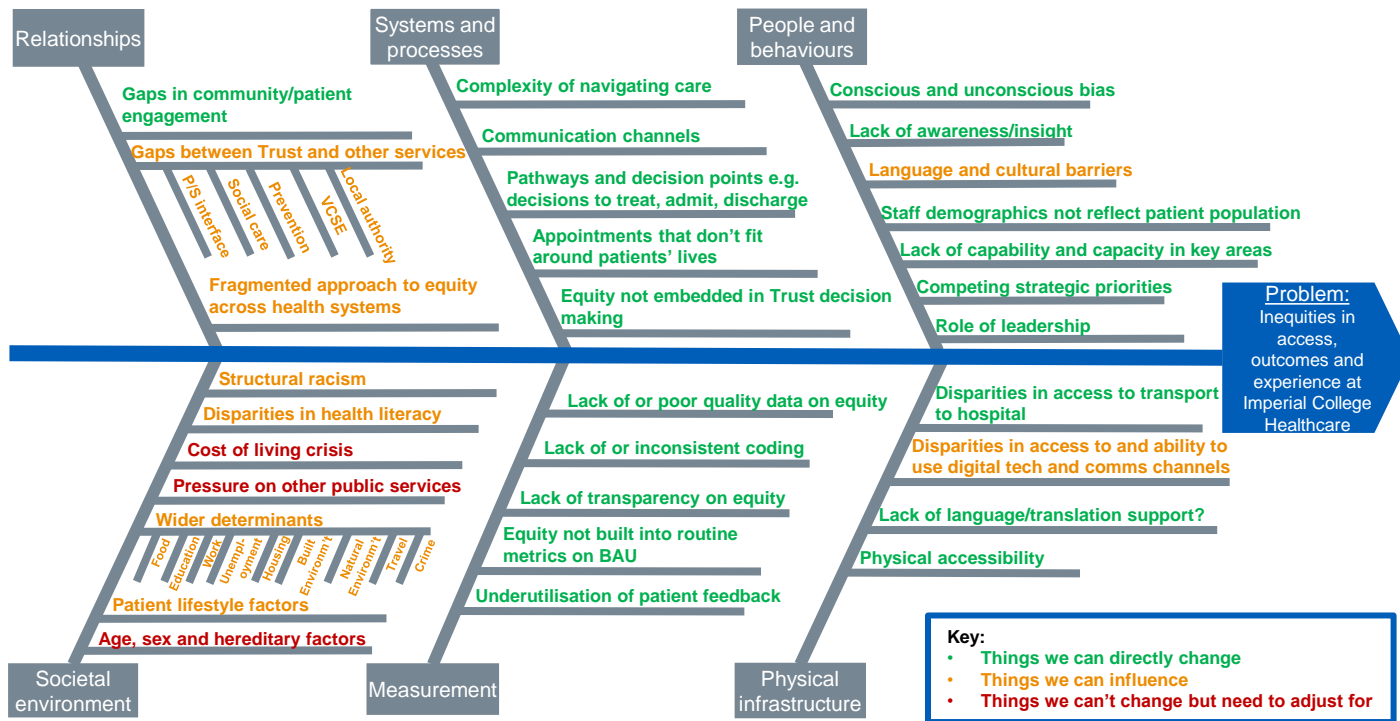 Relationships
Gaps in community/patient
engagement
Gaps between Trust and other services
P/S interface
Social care
Prevention
VCSE
Local authority
Fragmented approach to equity
across health systems
Systems and
processes
Complexity of navigating care
Communication channels
Pathways and decision points e.g.
decisions to treat, admit, discharge
Appointments that don't fit
around patients' lives
Equity not embedded in Trust decision
making
People and
behaviours
Conscious and unconscious bias
Lack of awareness/insight
Language and cultural barriers
Staff demographics not reflect patient population
Lack of capability and capacity in key areas
Competing strategic priorities
Role of leadership
Problem:
Inequities in
access,
outcomes and
experience at
Imperial College
Healthcare
Structural racism
Disparities in health literacy
Cost of living crisis
Pressure on other public services
Wider determinants
Food
Education
Work
Unempl-
oyment
Housing
Built
Environm't
Natural
Environm't
Travel
Crime
Patient lifestyle factors
Age, sex and hereditary factors
Societal
environment
Lack of or poor quality data on equity
Lack of or inconsistent coding
Lack of transparency on equity
Equity not built into routine
metrics on BAU
Underutilisation of patient feedback
Measurement
Disparities in access to transport
to hospital
Disparities in access to and ability to
use digital tech and comms channels
Lack of language/translation support?
Physical accessibility
Physical
infrastructure
Key:
• Things we can directly change
• Things we can influence
• Things we can't change but need to adjust for